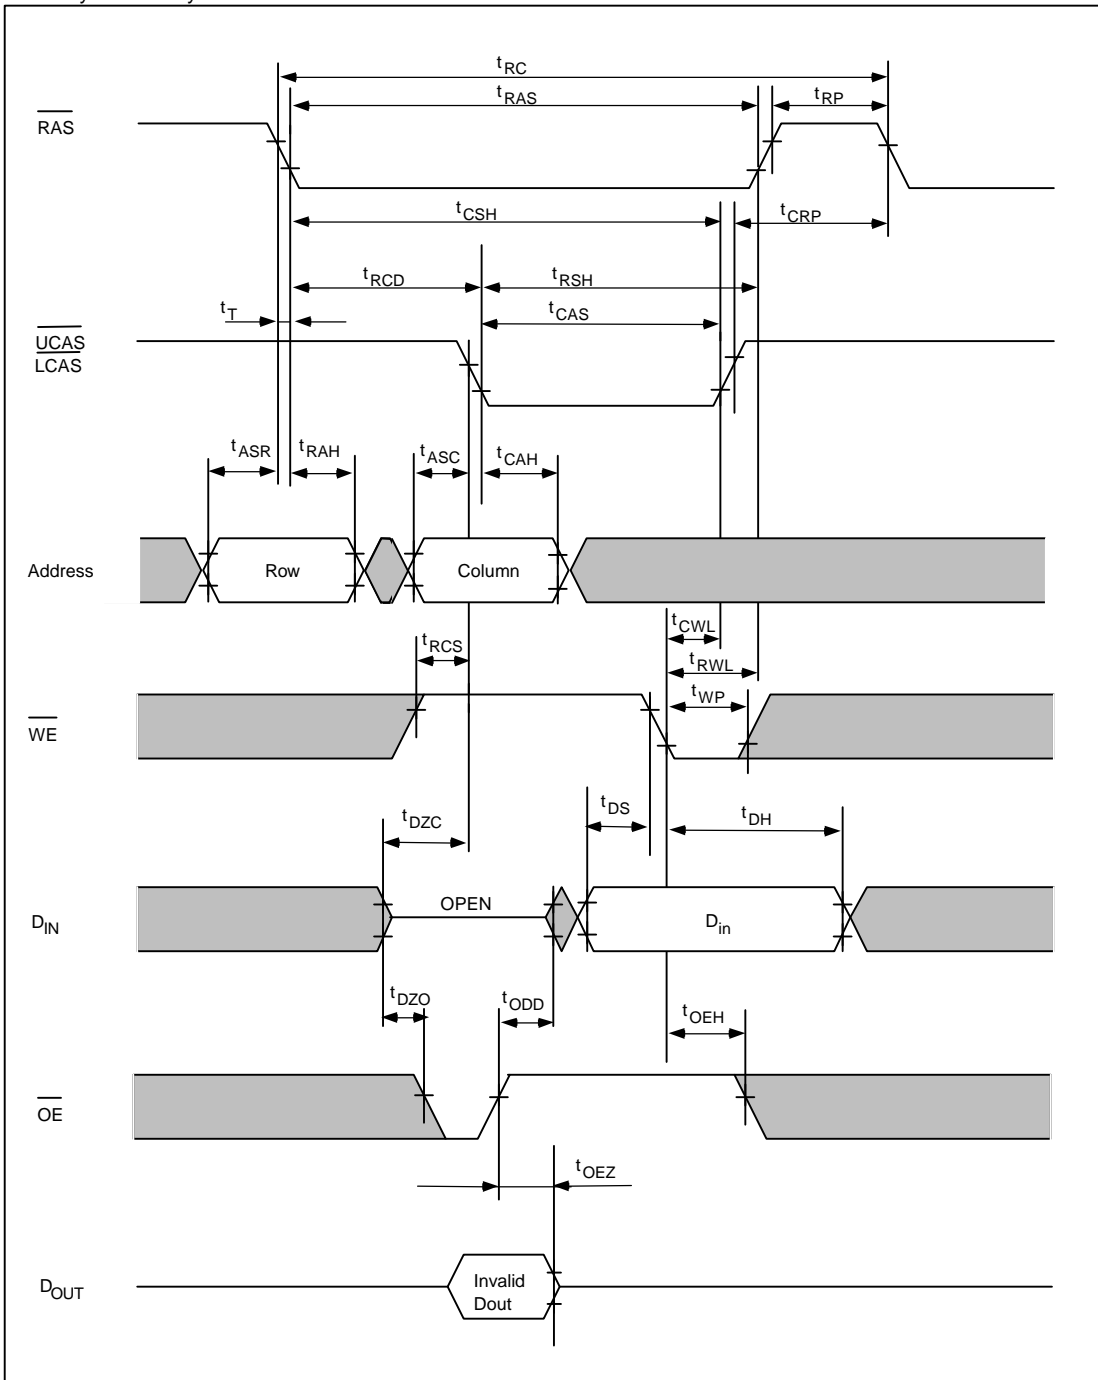 tRC
tRAS
tRP
RAS
tCSH
tCRP
tRCD
tRSH
tT
tCAS
UCAS
LCAS
tASR
tRAH
tASC
tCAH
Address
Row
Column
tCWL
tRCS
tRWL
tWP
WE
tDS
tDZC
tDH
OPEN
DIN
Din
tDZO
tODD
tOEH
OE
tOEZ
DOUT
Invalid
Dout